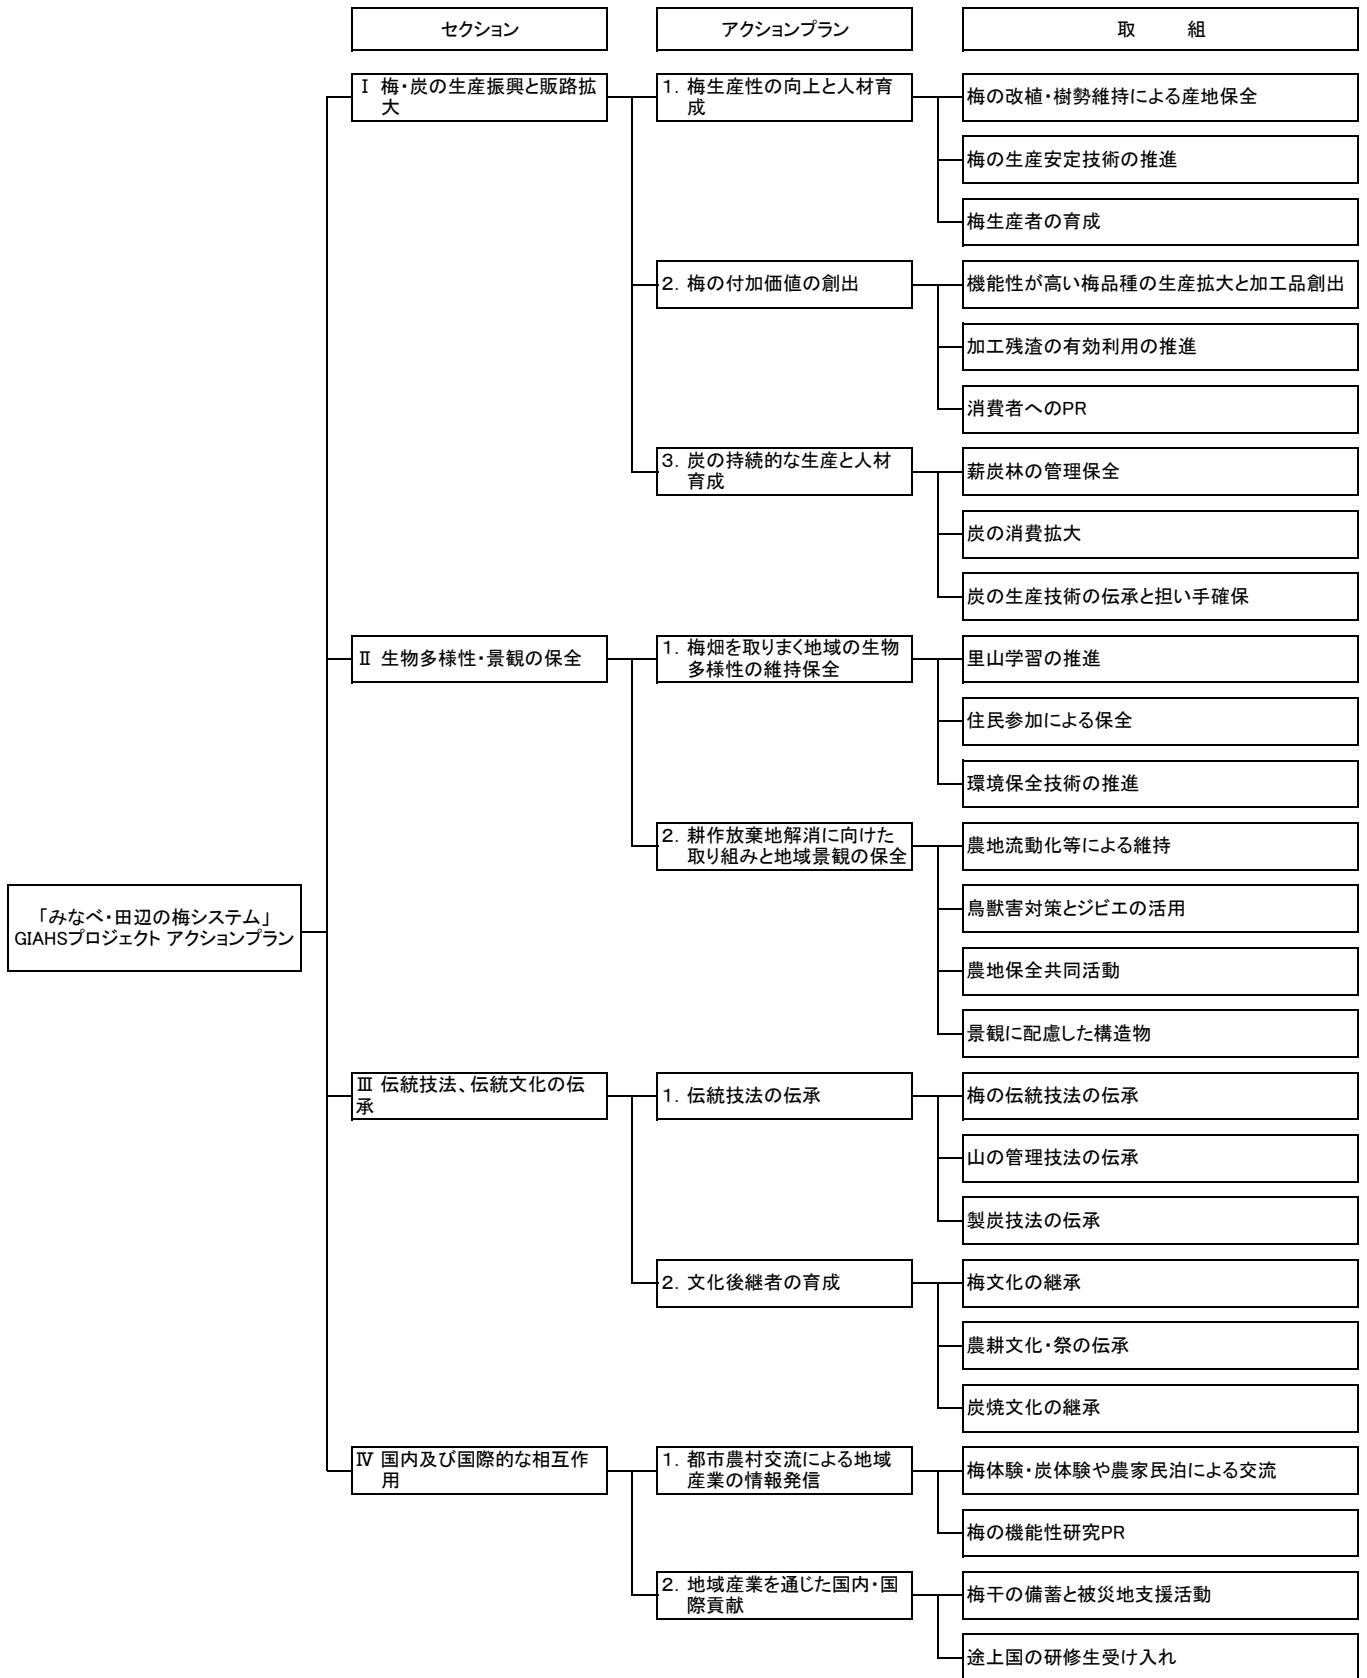 セクション
アクションプラン
取　　組
Ⅰ 梅・炭の生産振興と販路拡
大
1．梅生産性の向上と人材育
成
梅の改植・樹勢維持による産地保全
梅の生産安定技術の推進
梅生産者の育成
2．梅の付加価値の創出
機能性が高い梅品種の生産拡大と加工品創出
加工残渣の有効利用の推進
消費者へのPR
3．炭の持続的な生産と人材
育成
薪炭林の管理保全
炭の消費拡大
炭の生産技術の伝承と担い手確保
Ⅱ 生物多様性・景観の保全
1．梅畑を取りまく地域の生物
多様性の維持保全
里山学習の推進
住民参加による保全
環境保全技術の推進
2．耕作放棄地解消に向けた
取り組みと地域景観の保全
農地流動化等による維持
鳥獣害対策とジビエの活用
農地保全共同活動
景観に配慮した構造物
「みなべ・田辺の梅システム」
GIAHSプロジェクト アクションプラン
Ⅲ 伝統技法、伝統文化の伝
承
1．伝統技法の伝承
梅の伝統技法の伝承
山の管理技法の伝承
製炭技法の伝承
2．文化後継者の育成
梅文化の継承
農耕文化・祭の伝承
炭焼文化の継承
Ⅳ 国内及び国際的な相互作
用
1．都市農村交流による地域
産業の情報発信
梅体験・炭体験や農家民泊による交流
梅の機能性研究PR
2．地域産業を通じた国内・国
際貢献
梅干の備蓄と被災地支援活動
途上国の研修生受け入れ